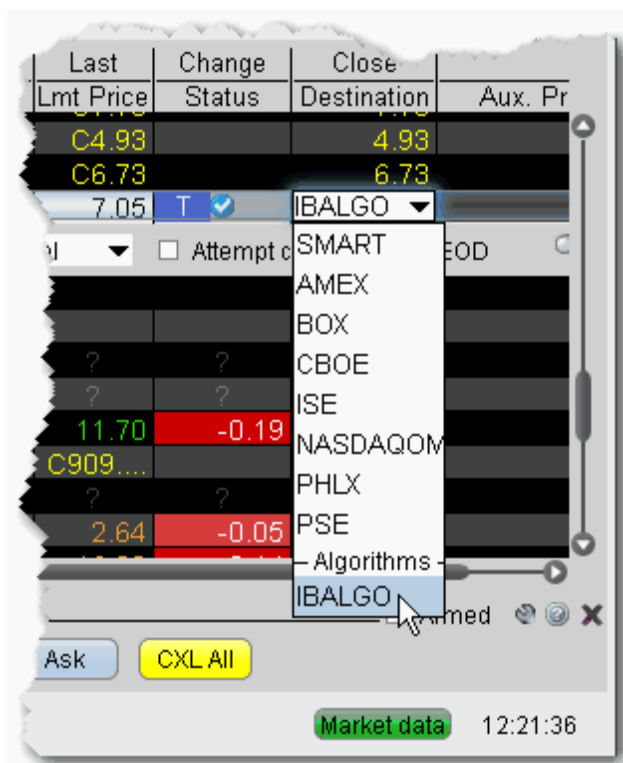 Last Change Close
Lmt Price Status Destination Aux. Pr
C4.93 4.93
C6.73 6.73
7.05 T IBALGO
Attempt c EOD
SMART
AMEX
BOX
CBOE
? ?
ISE
? ?
11.70 -0.19
NASDAQOM
C909....
PHLX
? ?
2.64 -0.05 PSE
Algorithms
IBALGO
med
Ask CXL All
Market data 12:21:36